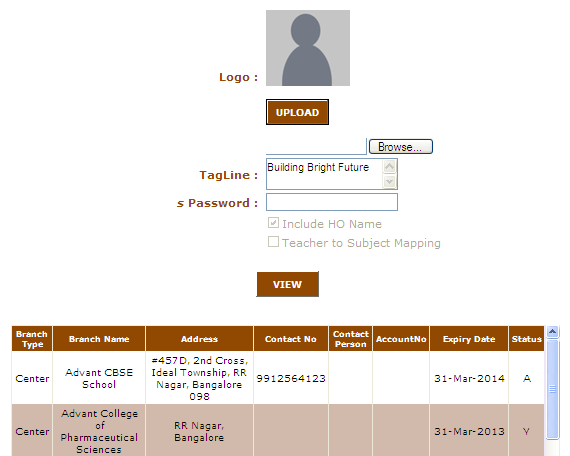 Logo :
UPLOAD
Browse...
TagLine :
Building Bright Future
s Password :
Include HO Name
Teacher to Subject Mapping
VIEW
Branch Type Branch Name Address Contact No Contact Person AccountNo Expiry Date Status
Center Advant CBSE School #457D, 2nd Cross, Ideal Township, RR Nagar, Bangalore 098 9912564123 31-Mar-2014 A
Center Advant College of Pharmaceutical Sciences RR Nagar, Bangalore 31-Mar-2013 Y